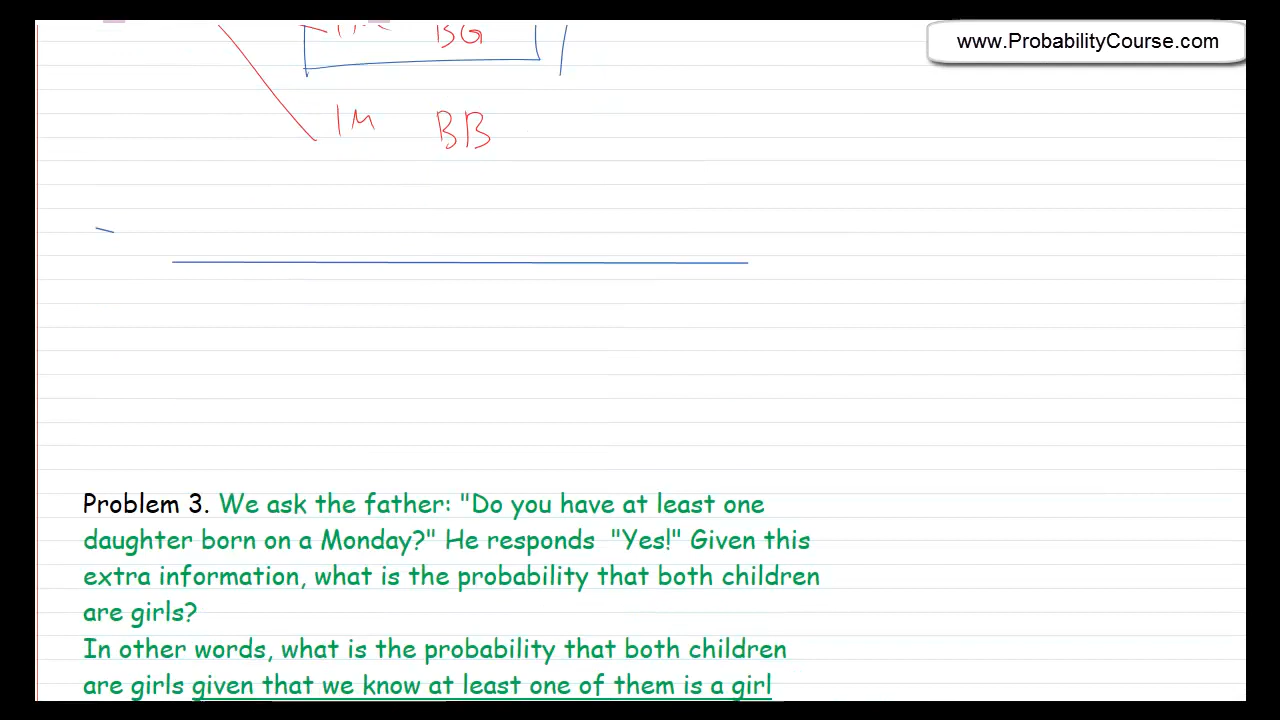 www.ProbabilityCourse.com
BG
1M BB
Problem 3. We ask the father: "Do you have at least one
daughter born on a Monday?" He responds "Yes!" Given this
extra information, what is the probability that both children
are girls?
In other words, what is the probability that both children
are girls given that we know at least one of them is a girl